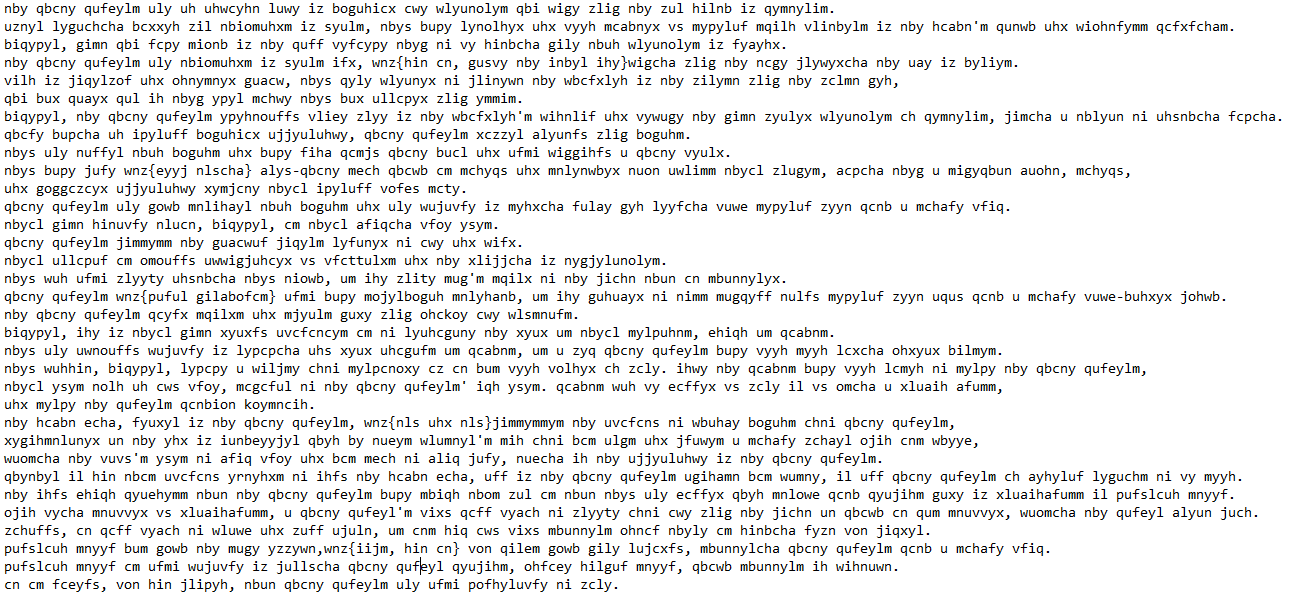 nby qbcny qufeylm uly uh uhwcyhn luwy iz boguhicx cwy wlyunolym qbi wigy zlig nby zul hilnb iz qymnylim.
uznyl lyguchcha bcxxyh zil nbiomuhxm iz syulm, nbys bupy lynolhyx uhx vyyh mcabnyx vs mypyluf mqilh vlinbylm iz nby hcabn'm qunwb uhx wiohnfymm qcfxfcham.
biqypyl, gimn qbi fcpy mionb iz nby quff vyfcypy nbyg ni vy hinbcha gily nbuh wlyunolym iz fyayhx.
nby qbcny qufeylm uly nbiomuhxm iz syulm ifx, wnz{hin cn, gusvy nby inbyl ihy}wigcha zlig nby ncgy jlywyxcha nby uay iz byliym.
vilh iz jiqylzof uhx ohnymnyx guacw, nbys qyly wlyunyx ni jlinywn nby wbcfxlyh iz nby zilymn zlig nby zclmn gyh,
qbi bux quayx qul ih nbyg ypyl mchwy nbys bux ullcpyx zlig ymmim.
biqypyl, nby qbcny qufeylm ypyhnouffs vliey zlyy iz nby wbcfxlyh'm wihnlif uhx vywugy nby gimn zyulyx wlyunolym ch qymnylim, jimcha u nblyun ni uhsnbcha fcpcha.
qbcfy bupcha uh ipyluff boguhicx ujjyuluhwy, qbcny qufeylm xczzyl alyunfs zlig boguhm.
nbys uly nuffyl nbuh boguhm uhx bupy fiha qcmjs qbcny bucl uhx ufmi wiggihfs u qbcny vyulx.
nbys bupy jufy wnz{eyyj nlscha} alys-qbcny mech qbcwb cm mchyqs uhx mnlynwbyx nuon uwlimm nbycl zlugym, acpcha nbyg u migyqbun auohn, mchyqs,
uhx goggczcyx ujjyuluhwy xymjcny nbycl ipyluff vofes mcty.
qbcny qufeylm uly gowb mnlihayl nbuh boguhm uhx uly wujuvfy iz myhxcha fulay gyh lyyfcha vuwe mypyluf zyyn qcnb u mchafy vfiq.
nbycl gimn hinuvfy nlucn, biqypyl, cm nbycl afiqcha vfoy ysym.
qbcny qufeylm jimmymm nby guacwuf jiqylm lyfunyx ni cwy uhx wifx.
nbycl ullcpuf cm omouffs uwwigjuhcyx vs vfcttulxm uhx nby xlijjcha iz nygjylunolym.
nbys wuh ufmi zlyyty uhsnbcha nbys niowb, um ihy zlity mug'm mqilx ni nby jichn nbun cn mbunnylyx.
qbcny qufeylm wnz{puful gilabofcm} ufmi bupy mojylboguh mnlyhanb, um ihy guhuayx ni nimm mugqyff nulfs mypyluf zyyn uqus qcnb u mchafy vuwe-buhxyx johwb.
nby qbcny qufeylm qcyfx mqilxm uhx mjyulm guxy zlig ohckoy cwy wlsmnufm.
biqypyl, ihy iz nbycl gimn xyuxfs uvcfcncym cm ni lyuhcguny nby xyux um nbycl mylpuhnm, ehiqh um qcabnm.
nbys uly uwnouffs wujuvfy iz lypcpcha uhs xyux uhcgufm um qcabnm, um u zyq qbcny qufeylm bupy vyyh myyh lcxcha ohxyux bilmym.
nbys wuhhin, biqypyl, lypcpy u wiljmy chni mylpcnoxy cz cn bum vyyh volhyx ch zcly. ihwy nby qcabnm bupy vyyh lcmyh ni mylpy nby qbcny qufeylm,
nbycl ysym nolh uh cws vfoy, mcgcful ni nby qbcny qufeylm' iqh ysym. qcabnm wuh vy ecffyx vs zcly il vs omcha u xluaih afumm,
uhx mylpy nby qufeylm qcnbion koymncih.
nby hcabn echa, fyuxyl iz nby qbcny qufeylm, wnz{nls uhx nls}jimmymmym nby uvcfcns ni wbuhay boguhm chni qbcny qufeylm,
xygihmnlunyx un nby yhx iz iunbeyyjyl qbyh by nueym wlumnyl'm mih chni bcm ulgm uhx jfuwym u mchafy zchayl ojih cnm wbyye,
wuomcha nby vuvs'm ysym ni afiq vfoy uhx bcm mech ni aliq jufy, nuecha ih nby ujjyuluhwy iz nby qbcny qufeylm.
qbynbyl il hin nbcm uvcfcns yrnyhxm ni ihfs nby hcabn echa, uff iz nby qbcny qufeylm ugihamn bcm wumny, il uff qbcny qufeylm ch ayhyluf lyguchm ni vy myyh.
nby ihfs ehiqh qyuehymm nbun nby qbcny qufeylm bupy mbiqh nbom zul cm nbun nbys uly ecffyx qbyh mnlowe qcnb qyujihm guxy iz xluaihafumm il pufslcuh mnyyf.
ojih vycha mnuvvyx vs xluaihafumm, u qbcny qufeyl'm vixs qcff vyach ni zlyyty chni cwy zlig nby jichn un qbcwb cn qum mnuvvyx, wuomcha nby qufeyl alyun juch.
zchuffs, cn qcff vyach ni wluwe uhx zuff ujuln, um cnm hiq cws vixs mbunnylm ohncf nbyly cm hinbcha fyzn von jiqxyl.
pufslcuh mnyyf bum gowb nby mugy yzzywn,wnz{iijm, hin cn} von qilem gowb gily lujcxfs, mbunnylcha qbcny qufeylm qcnb u mchafy vfiq.
pufslcuh mnyyf cm ufmi wujuvfy iz jullscha qbcny qufeyl qyujihm, ohfcey hilguf mnyyf, qbcwb mbunnylm ih wihnuwn.
cn cm fceyfs, von hin jlipyh, nbun qbcny qufeylm uly ufmi pofhyluvfy ni zcly.